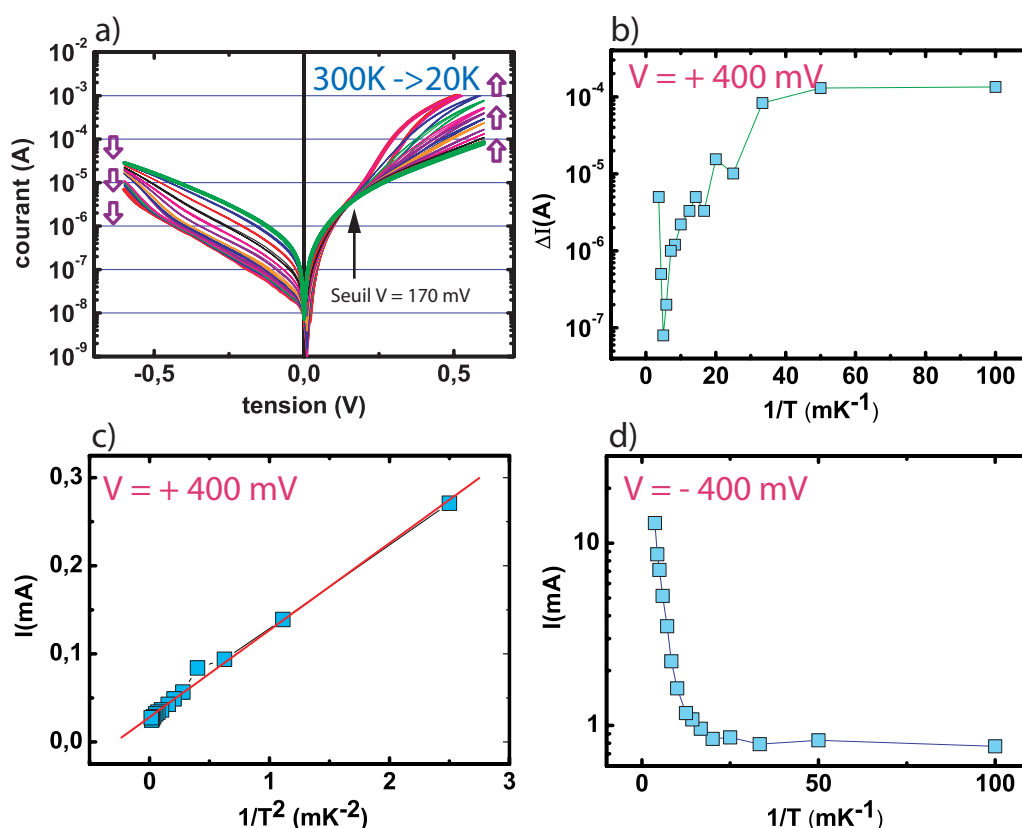 a)
300K ->20K
courant (A)
10⁻²
10⁻³
10⁻⁴
10⁻⁵
10⁻⁶
10⁻⁷
10⁻⁸
10⁻⁹
Seuil V = 170 mV
-0,5
0,0
0,5
tension (V)
b)
V = + 400 mV
ΔI(A)
10⁻⁴
10⁻⁵
10⁻⁶
10⁻⁷
0
20
40
60
80
100
1/T (mK⁻¹)
c)
V = + 400 mV
I(mA)
0,3
0,2
0,1
0,0
0
1
2
3
1/T² (mK⁻²)
d)
V = - 400 mV
I(mA)
10
1
0
50
100
1/T (mK⁻¹)